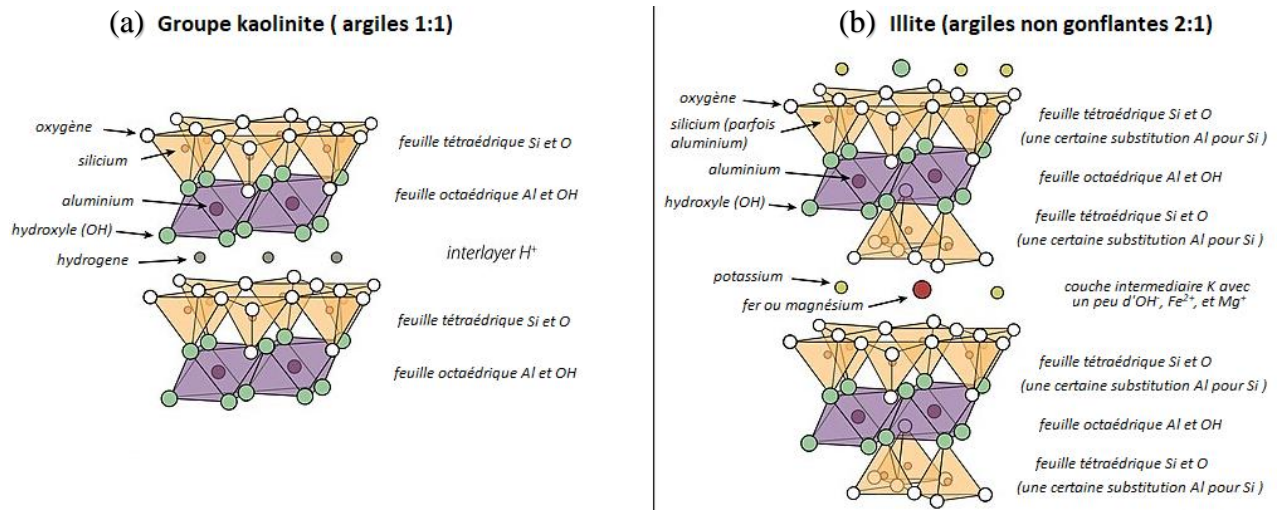 (a) Groupe kaolinite ( argiles 1:1)
oxygène
silicium
aluminium
hydroxyle (OH)
hydrogene
feuille tétraédrique Si et O
feuille octaédrique Al et OH
interlayer H⁺
feuille tétraédrique Si et O
feuille octaédrique Al et OH
(b) Illite (argiles non gonflantes 2:1)
oxygène
silicium (parfois
aluminium)
aluminium
hydroxyle (OH)
potassium
fer ou magnésium
feuille tétraédrique Si et O
(une certaine substitution Al pour Si )
feuille octaédrique Al et OH
feuille tétraédrique Si et O
(une certaine substitution Al pour Si )
couche intermediaire K avec
un peu d'OH⁻, Fe²⁺, et Mg⁺
feuille tétraédrique Si et O
(une certaine substitution Al pour Si )
feuille octaédrique Al et OH
feuille tétraédrique Si et O
(une certaine substitution Al pour Si )